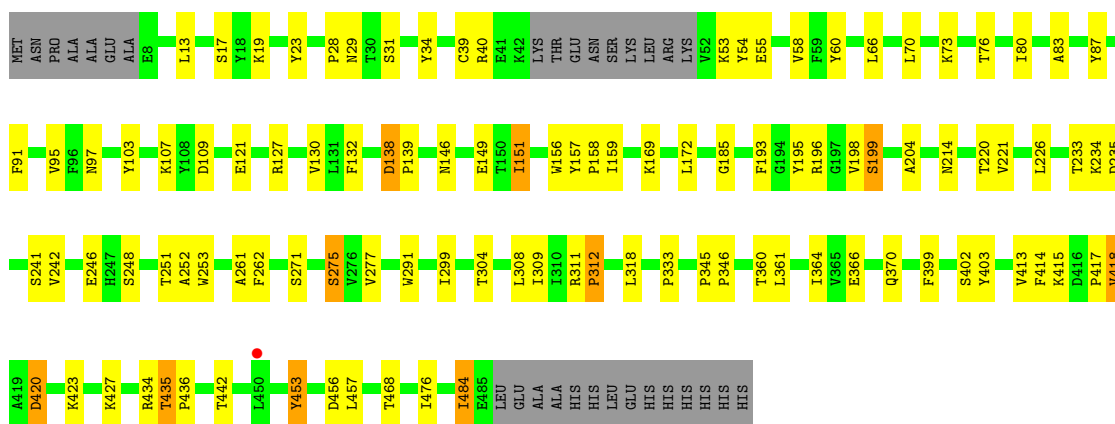 MET ASN PRO ALA ALA GLU ALA E8 L13 S17 Y18 K19 Y23 P28 N29 T30 S31 Y34 C39 R40 E41 K42 LYS THR GLU ASN SER LYS LEU ARG LYS V52 K53 Y54 E55 V58 F59 Y60 L66 L70 K73 T76 I80 A83 Y87
F91 V95 F96 N97 Y103 K107 Y108 D109 E121 R127 V130 L131 F132 D138 P139 N146 E149 T150 I151 W156 Y157 P158 I159 K169 L172 G185 F193 G194 Y195 R196 G197 V198 S199 A204 N214 T220 V221 L226 T233 K234
S241 V242 E246 H247 S248 T251 A252 W253 A261 F262 S271 S275 V276 V277 W291 I299 T304 L308 I309 I310 R311 P312 L318 P333 P345 P346 T360 L361 I364 V365 E366 Q370 F399 S402 Y403 V413 F414 K415 D416 P417 V418
A419 D420 K423 K427 R434 T435 P436 T442 L450 Y453 D456 L457 T468 I476 I484 E485 LEU GLU ALA ALA HIS HIS LEU GLU HIS HIS HIS HIS HIS HIS